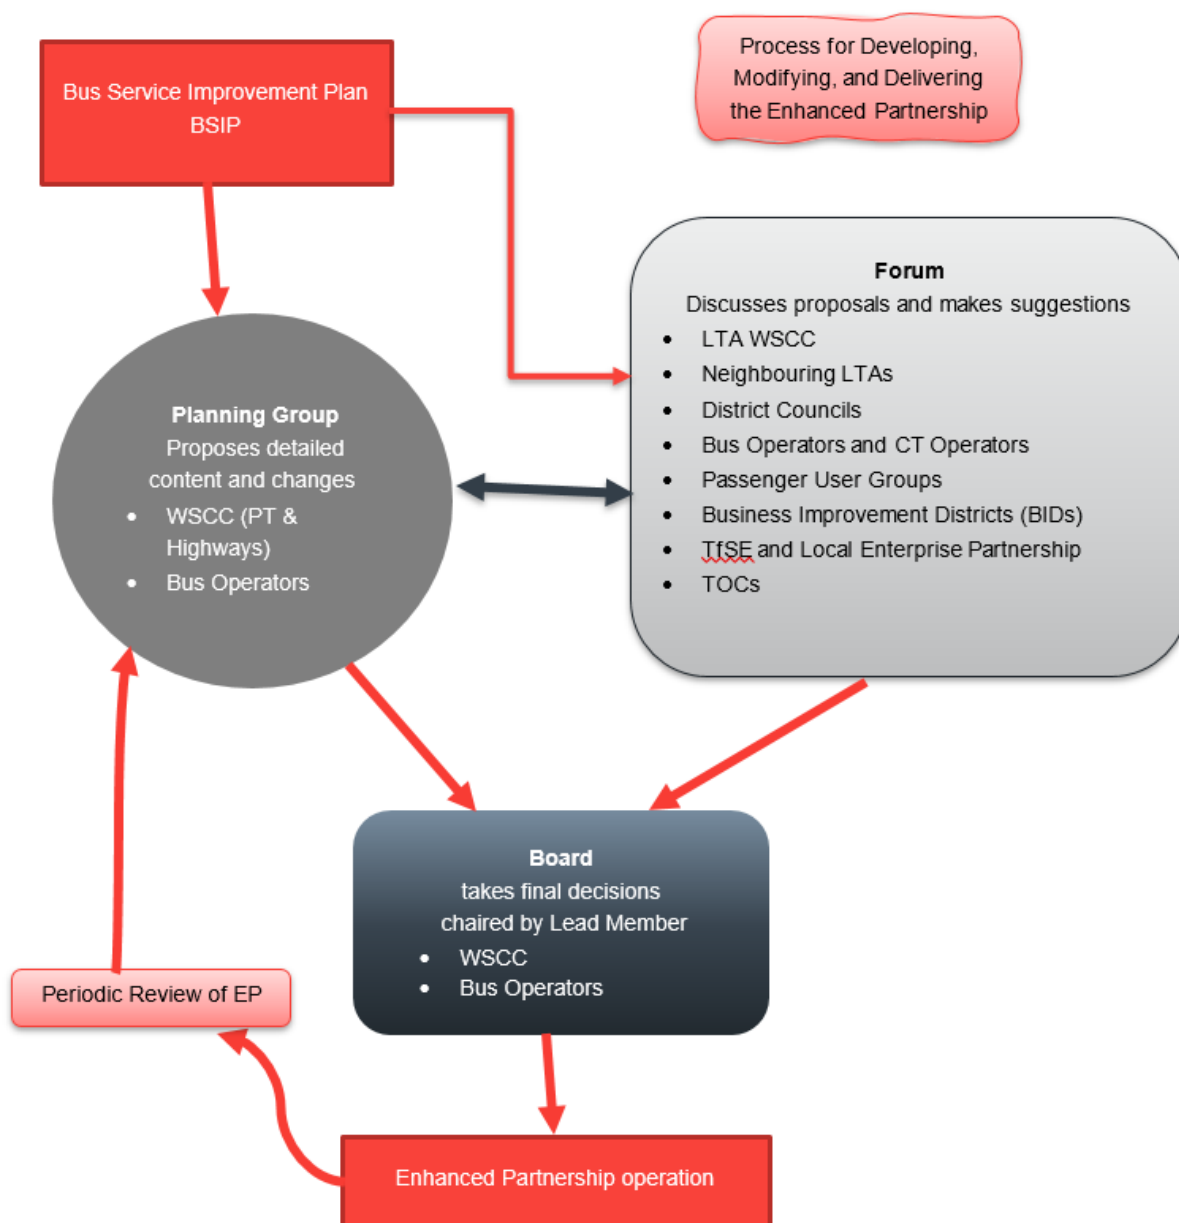 Bus Service Improvement Plan
BSIP
Process for Developing,
Modifying, and Delivering
the Enhanced Partnership
Forum
Discusses proposals and makes suggestions
• LTA WSCC
• Neighbouring LTAs
• District Councils
• Bus Operators and CT Operators
• Passenger User Groups
• Business Improvement Districts (BIDs)
• TfSE and Local Enterprise Partnership
• TOCs
Planning Group
Proposes detailed
content and changes
• WSCC (PT &
Highways)
• Bus Operators
Board
takes final decisions
chaired by Lead Member
• WSCC
• Bus Operators
Periodic Review of EP
Enhanced Partnership operation